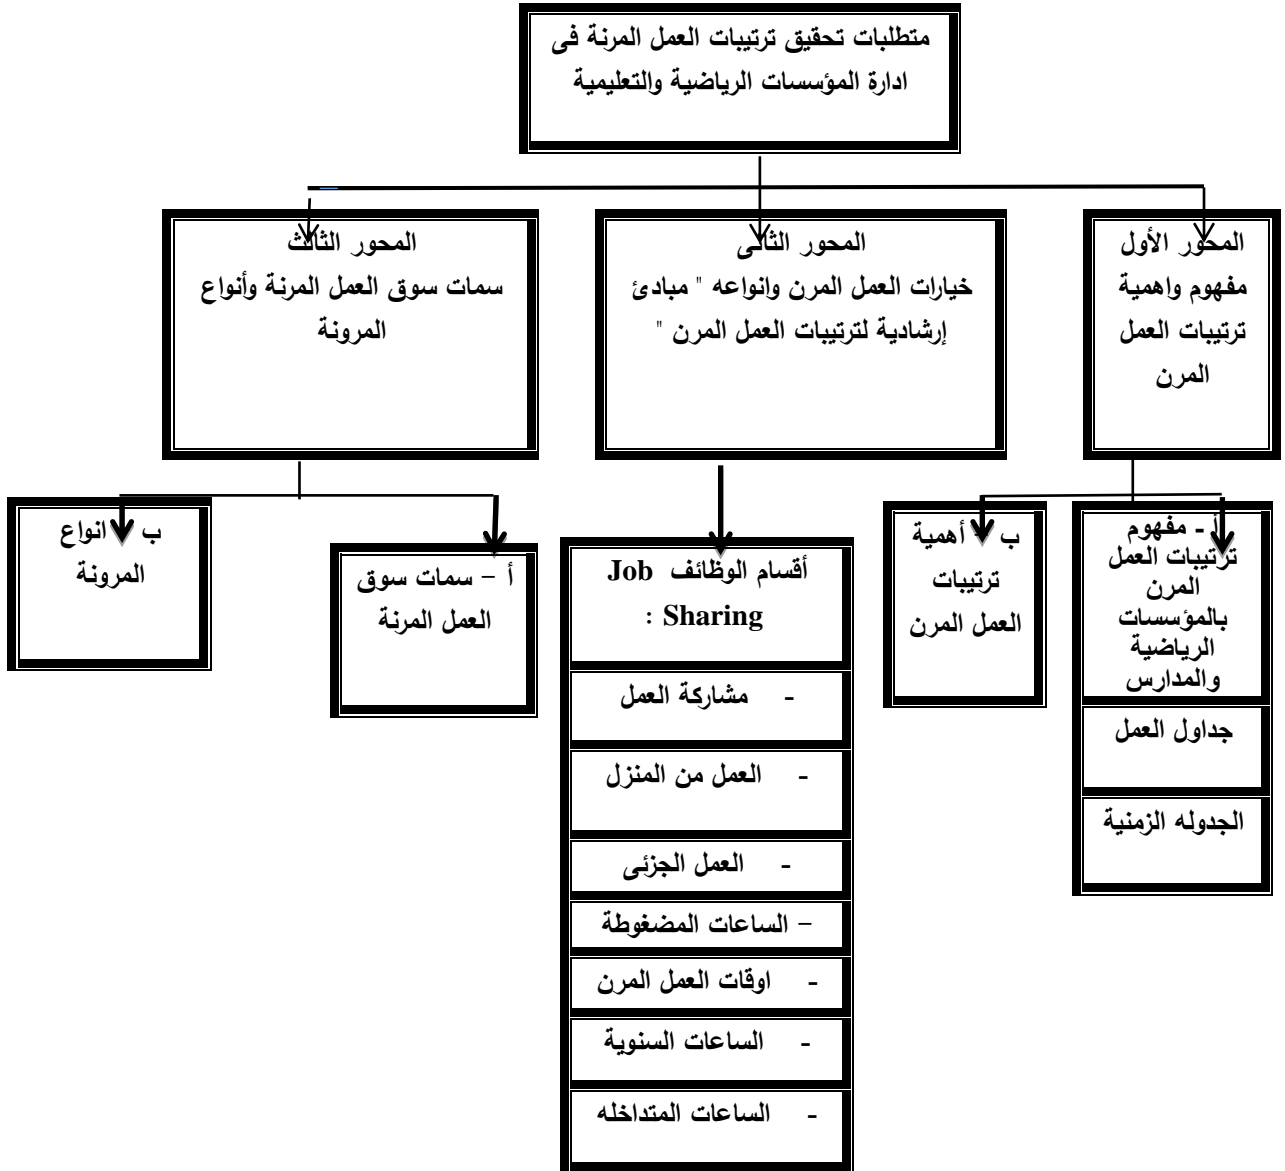 متطلبات تحقيق ترتيبات العمل المرنة فى
ادارة المؤسسات الرياضية والتعليمية
المحور الأول
مفهوم واهمية
ترتيبات العمل
المرن
المحور الثانى
خيارات العمل المرن وانواعه " مبادئ
إرشادية لترتيبات العمل المرن "
المحور الثالث
سمات سوق العمل المرنة وأنواع
المرونة
أ - مفهوم
ترتيبات العمل
المرن
بالمؤسسات
الرياضية
والمدارس
جداول العمل
الجدوله الزمنية
ب – أهمية
ترتيبات
العمل المرن
أقسام الوظائف Job
Sharing :
- مشاركة العمل
- العمل من المنزل
- العمل الجزئى
– الساعات المضغوطة
- اوقات العمل المرن
- الساعات السنوية
- الساعات المتداخله
أ – سمات سوق
العمل المرنة
ب – انواع
المرونة